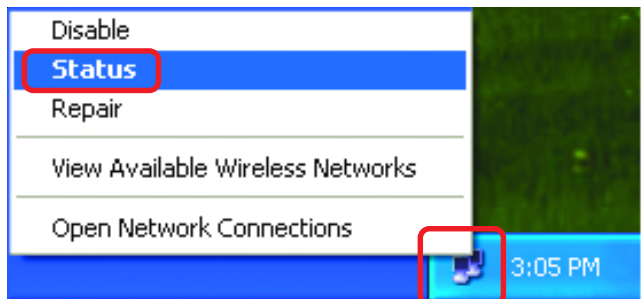 Disable
Status
Repair
View Available Wireless Networks
Open Network Connections
3:05 PM